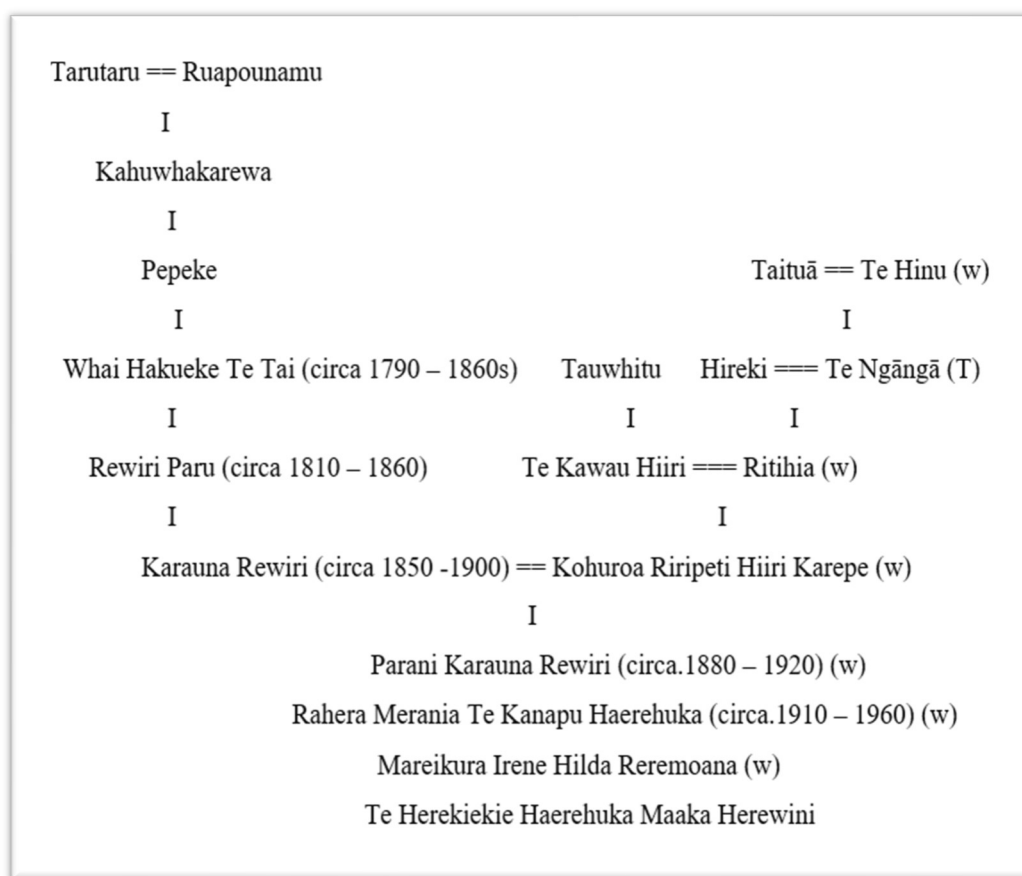 Tarutaru == Ruapounamu
I
Kahuwhakarewa
I
Pepeke Taituā == Te Hinu (w)
I I
Whai Hakueke Te Tai (circa 1790 – 1860s) Tauwhitu Hireki === Te Ngāngā (T)
I I I
Rewiri Paru (circa 1810 – 1860) Te Kawau Hiiri === Ritihia (w)
I I
Karauna Rewiri (circa 1850 -1900) == Kohuroa Riripeti Hiiri Karepe (w)
I
Parani Karauna Rewiri (circa.1880 – 1920) (w)
Rahera Merania Te Kanapu Haerehuka (circa.1910 – 1960) (w)
Mareikura Irene Hilda Reremoana (w)
Te Herekiekie Haerehuka Maaka Herewini